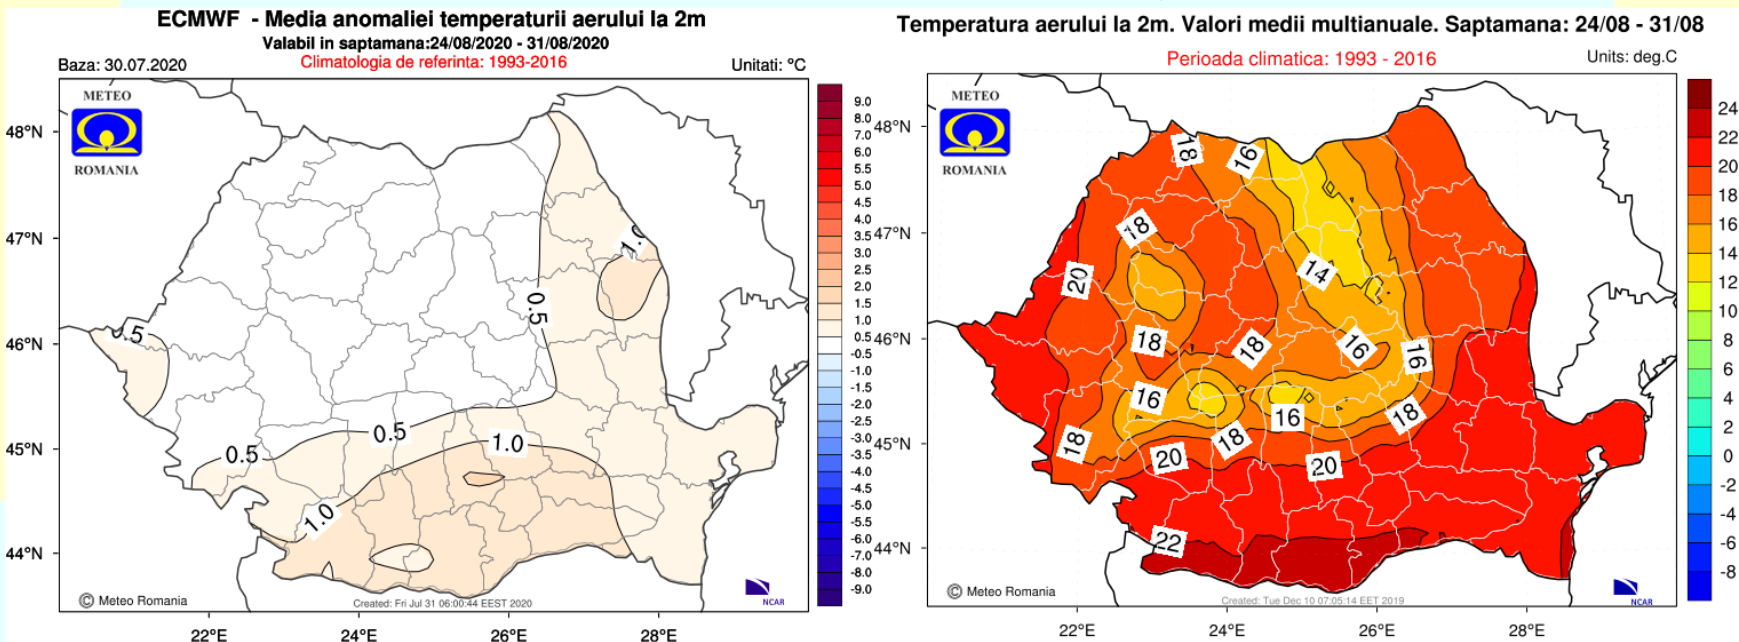 ECMWF - Media anomaliei temperaturii aerului la 2m
Valabil in saptamana:24/08/2020 - 31/08/2020
Baza: 30.07.2020
Climatologia de referinta: 1993-2016
Unitati: °C
METEO
ROMANIA
48°N
47°N
46°N
45°N
44°N
22°E
24°E
26°E
28°E
0.5
0.5
0.5
0.5
1.0
1.0
1.0
9.0
8.0
7.0
6.0
5.5
5.0
4.5
4.0
3.5
3.0
2.5
2.0
1.5
1.0
0.5
-0.5
-1.0
-1.5
-2.0
-2.5
-3.0
-3.5
-4.0
-4.5
-5.0
-5.5
-6.0
-7.0
-8.0
-9.0
© Meteo Romania
Created: Fri Jul 31 06:00:44 EEST 2020
NCAR
Temperatura aerului la 2m. Valori medii multianuale. Saptamana: 24/08 - 31/08
Perioada climatica: 1993 - 2016
Units: deg.C
METEO
ROMANIA
48°N
47°N
46°N
45°N
44°N
22°E
24°E
26°E
28°E
18
16
18
20
14
18
18
16
16
16
16
18
18
18
20
20
22
24
22
20
18
16
14
12
10
8
6
4
2
0
-2
-4
-6
-8
© Meteo Romania
Created: Tue Dec 10 07:05:14 EET 2019
NCAR